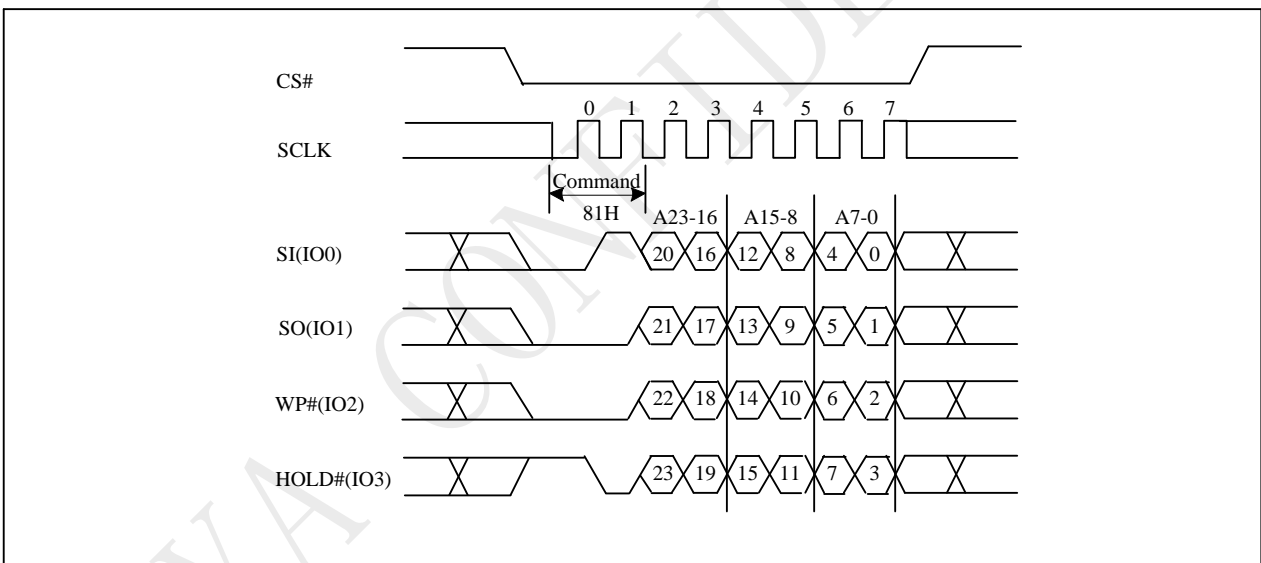 CS#
0 1 2 3 4 5 6 7
SCLK
Command
81H A23-16 A15-8 A7-0
SI(IO0) 20 16 12 8 4 0
SO(IO1) 21 17 13 9 5 1
WP#(IO2) 22 18 14 10 6 2
HOLD#(IO3) 23 19 15 11 7 3